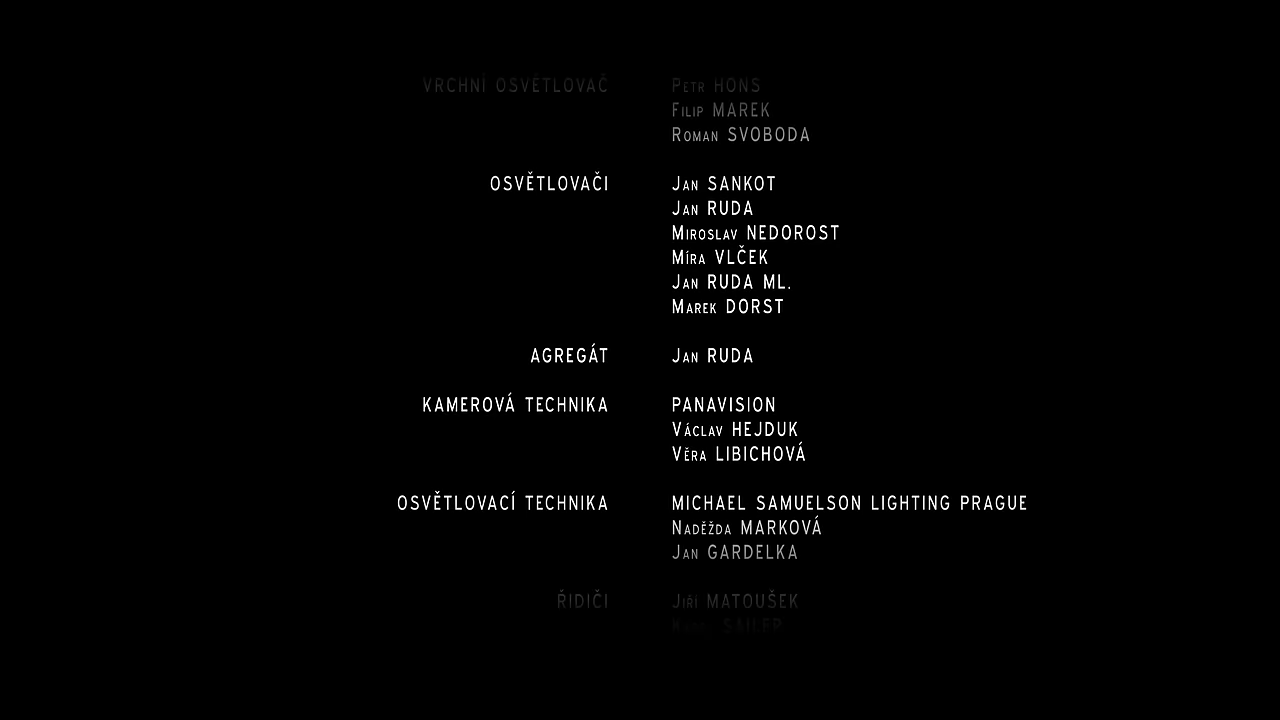 VRCHNÍ OSVĚTLOVAČ Petr HONS
Filip MAREK
Roman SVOBODA
OSVĚTLOVAČI Jan SANKOT
Jan RUDA
Miroslav NEDOROST
Míra VLČEK
Jan RUDA ML.
Marek DORST
AGREGÁT Jan RUDA
KAMEROVÁ TECHNIKA PANAVISION
Václav HEJDUK
Věra LIBICHOVÁ
OSVĚTLOVACÍ TECHNIKA MICHAEL SAMUELSON LIGHTING PRAGUE
Naděžda MARKOVÁ
Jan GARDELKA
ŘIDIČI Jiří MATOUŠEK
SAILER